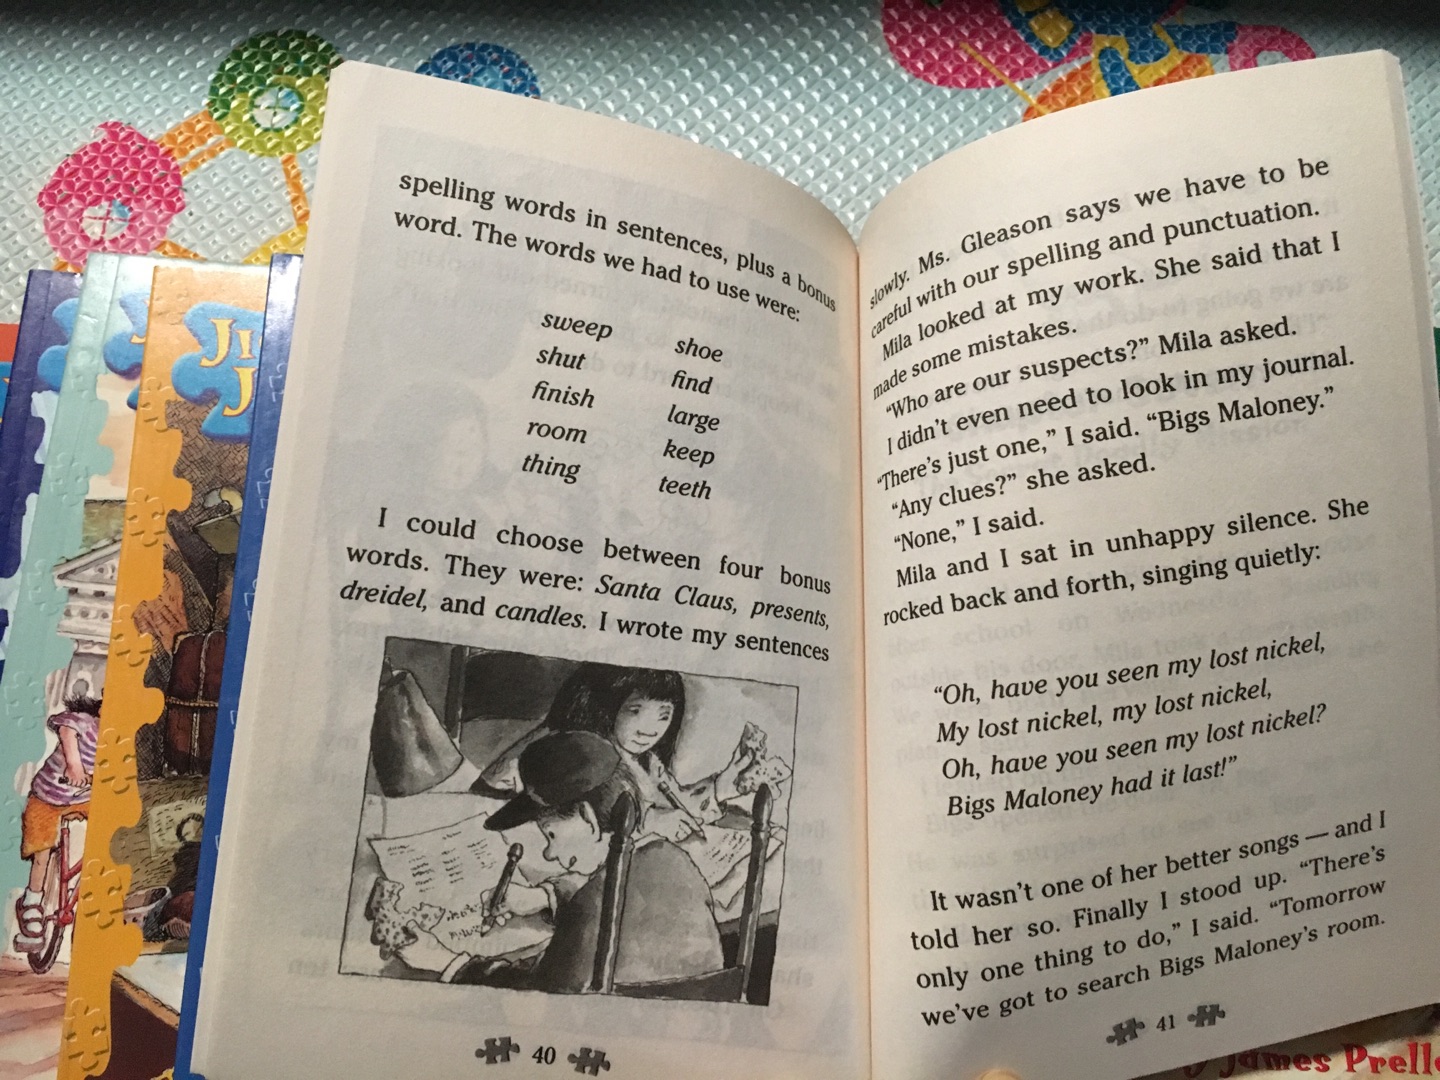 spelling words in sentences, plus a bonus
word. The words we had to use were:
sweep shoe
shut find
finish large
room keep
thing teeth
I could choose between four bonus
words. They were: Santa Claus, presents,
dreidel, and candles. I wrote my sentences
40
slowly. Ms. Gleason says we have to be
careful with our spelling and punctuation.
Mila looked at my work. She said that I
made some mistakes.
“Who are our suspects?” Mila asked.
I didn’t even need to look in my journal.
“There’s just one,” I said. “Bigs Maloney.”
“Any clues?” she asked.
“None,” I said.
Mila and I sat in unhappy silence. She
rocked back and forth, singing quietly:
“Oh, have you seen my lost nickel,
My lost nickel, my lost nickel,
Oh, have you seen my lost nickel?
Bigs Maloney had it last!”
It wasn’t one of her better songs — and I
told her so. Finally I stood up. “There’s
only one thing to do,” I said. “Tomorrow
we’ve got to search Bigs Maloney’s room.
41
James Prelle
JI
J